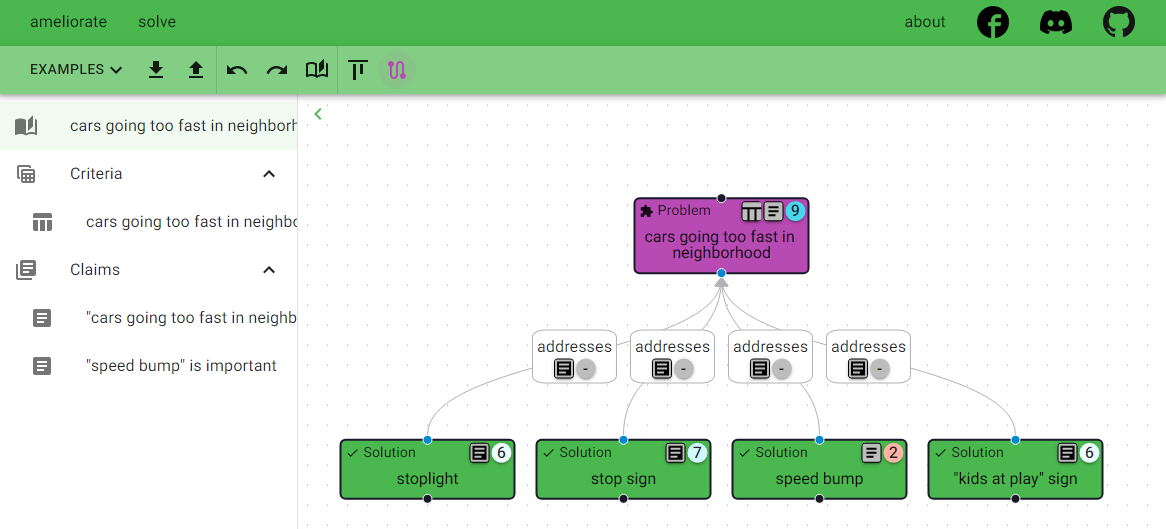 ameliorate solve about
EXAMPLES
cars going too fast in neighborh
Criteria
cars going too fast in neighbo
Claims
"cars going too fast in neighb
"speed bump" is important
Problem 9
cars going too fast in
neighborhood
addresses addresses addresses addresses
- - - -
Solution 6
stoplight
Solution 7
stop sign
Solution 2
speed bump
Solution 6
"kids at play" sign